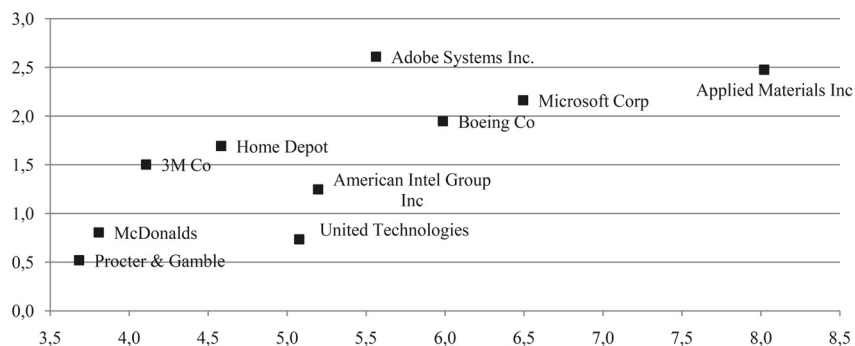 3,0
2,5
2,0
1,5
1,0
0,5
0,0
Adobe Systems Inc.
Applied Materials Inc
Microsoft Corp
Boeing Co
Home Depot
3M Co
American Intel Group
Inc
United Technologies
McDonalds
Procter & Gamble
3,5 4,0 4,5 5,0 5,5 6,0 6,5 7,0 7,5 8,0 8,5